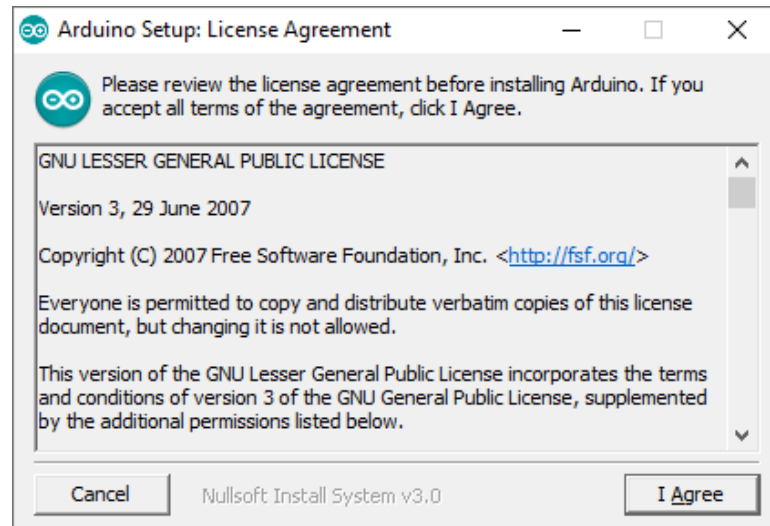 Arduino Setup: License Agreement
Please review the license agreement before installing Arduino. If you
accept all terms of the agreement, click I Agree.
GNU LESSER GENERAL PUBLIC LICENSE
Version 3, 29 June 2007
Copyright (C) 2007 Free Software Foundation, Inc. <http://fsf.org/>
Everyone is permitted to copy and distribute verbatim copies of this license
document, but changing it is not allowed.
This version of the GNU Lesser General Public License incorporates the terms
and conditions of version 3 of the GNU General Public License, supplemented
by the additional permissions listed below.
Cancel
Nullsoft Install System v3.0
I Agree